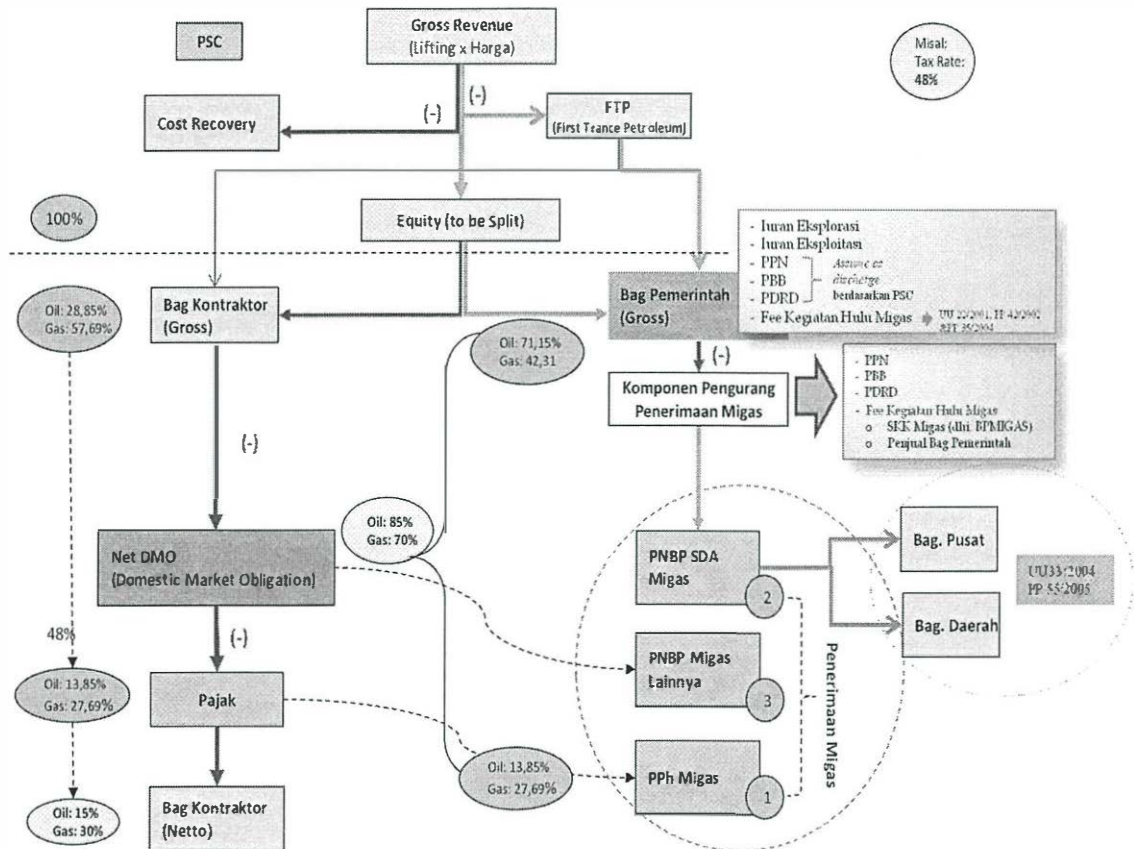 PSC
Gross Revenue
(Lifting x Harga)
Misal:
Tax Rate:
48%
(-)
(-)
Cost Recovery
FTP
(First Trance Petroleum)
100%
Equity (to be Split)
- Iuran Eksplorasi
- Iuran Eksploitasi
- PPN
- PBB
- PDRD
Assume as
discharge
berdasarkan PSC
- Fee Kegiatan Hulu Migas
Oil: 28,85%
Gas: 57,69%
Bag Kontraktor
(Gross)
Bag Pemerintah
(Gross)
Oil: 71,15%
Gas: 42,31
(-)
Komponen Pengurang
Penerimaan Migas
- PPN
- PBB
- PDRD
- Fee Kegiatan Hulu Migas
o SKK Migas (dhi. BPMIGAS)
o Penjual Bag Pemerintah
(-)
Oil: 85%
Gas: 70%
Net DMO
(Domestic Market Obligation)
PNBP SDA
Migas
2
Bag. Pusat
UU33/2004
PP 55/2005
Bag. Daerah
48%
(-)
PNBP Migas
Lainnya
3
Penerimaan Migas
Oil: 13,85%
Gas: 27,69%
Pajak
Oil: 13,85%
Gas: 27,69%
PPh Migas
1
Oil: 15%
Gas: 30%
Bag Kontraktor
(Netto)